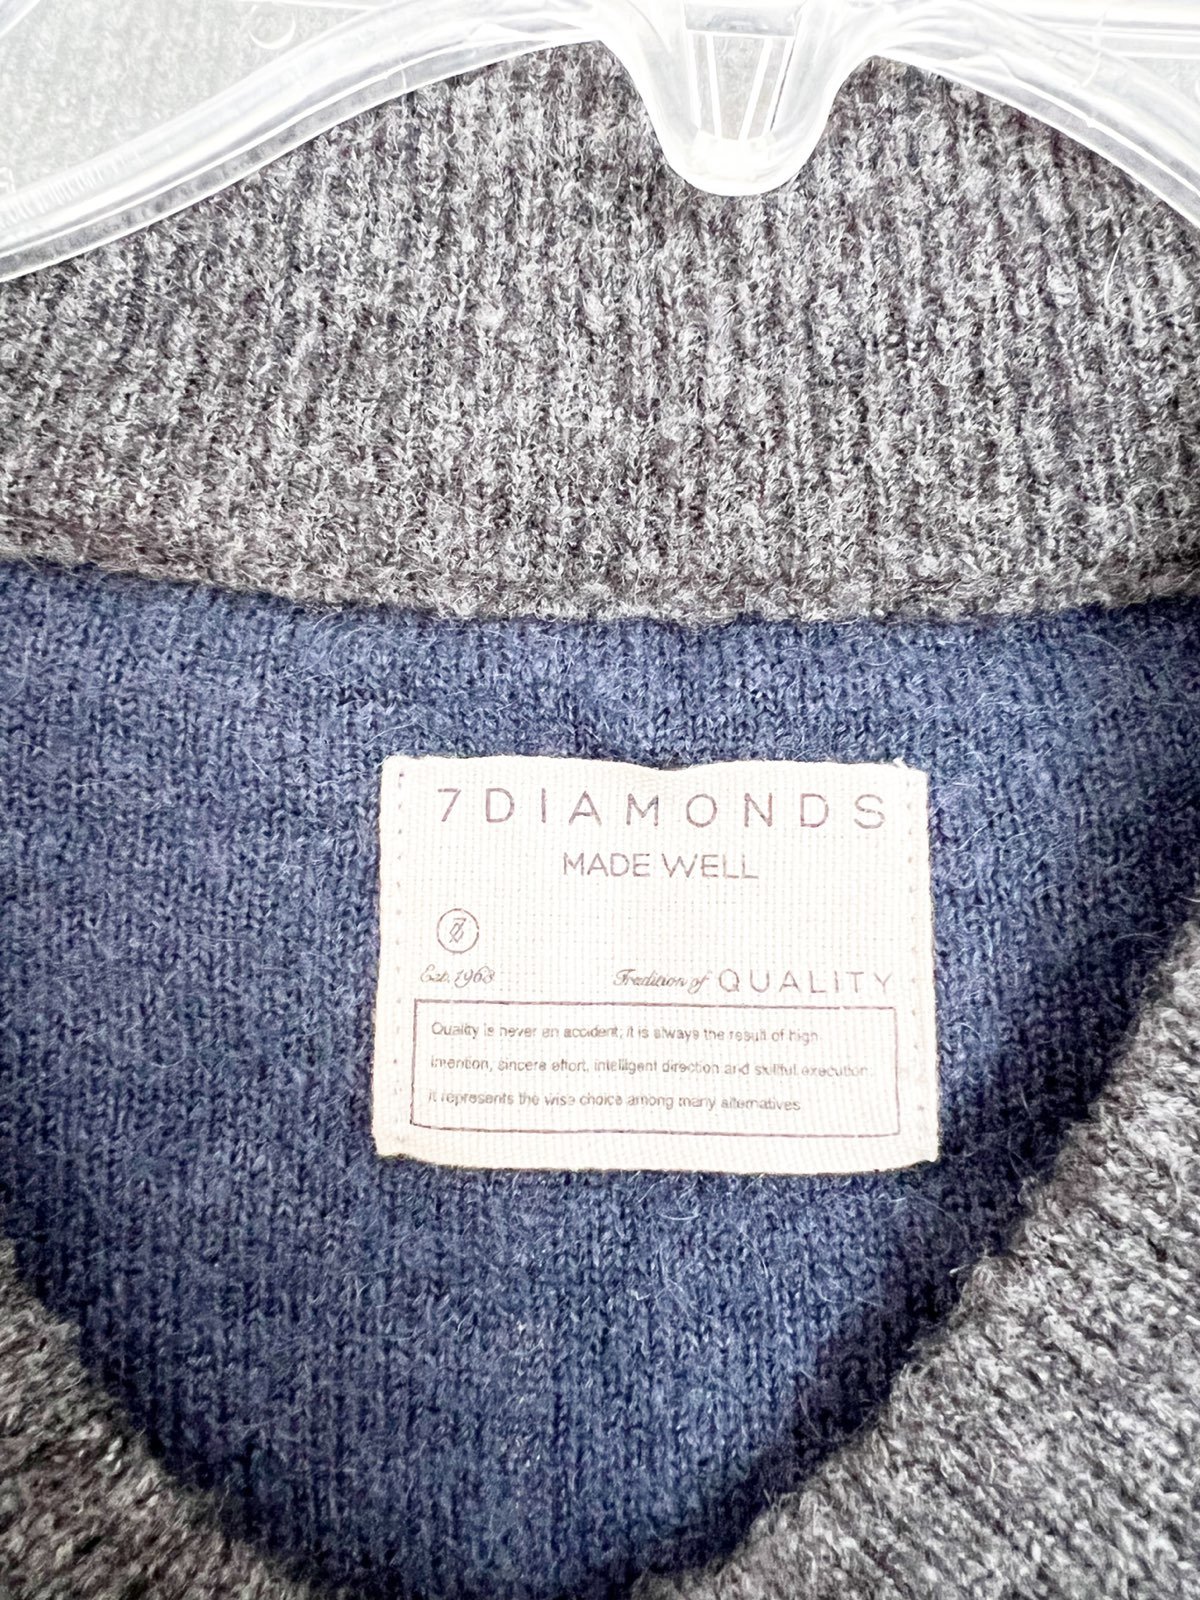 7DIAMONDS
MADE WELL
Est. 1963
Tradition of QUALITY
Quality is never an accident; it is always the result of high
intention, sincere effort, intelligent direction and skillful execution.
it represents the wise choice among many alternatives